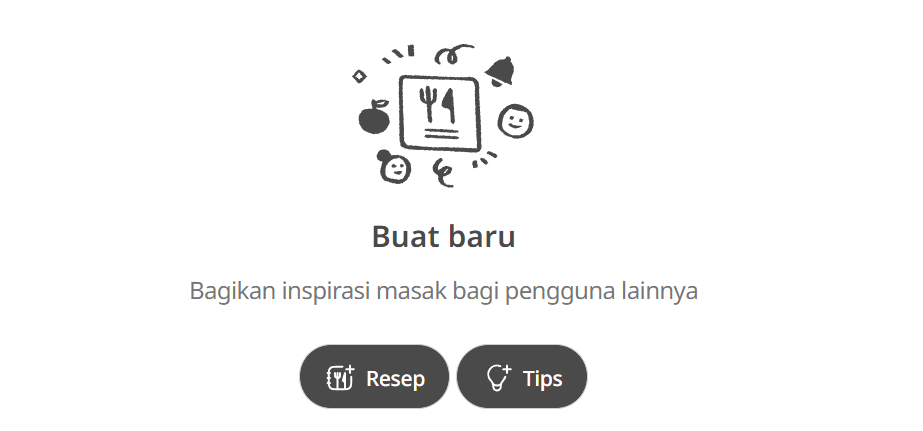 Buat baru
Bagikan inspirasi masak bagi pengguna lainnya
Resep
Tips